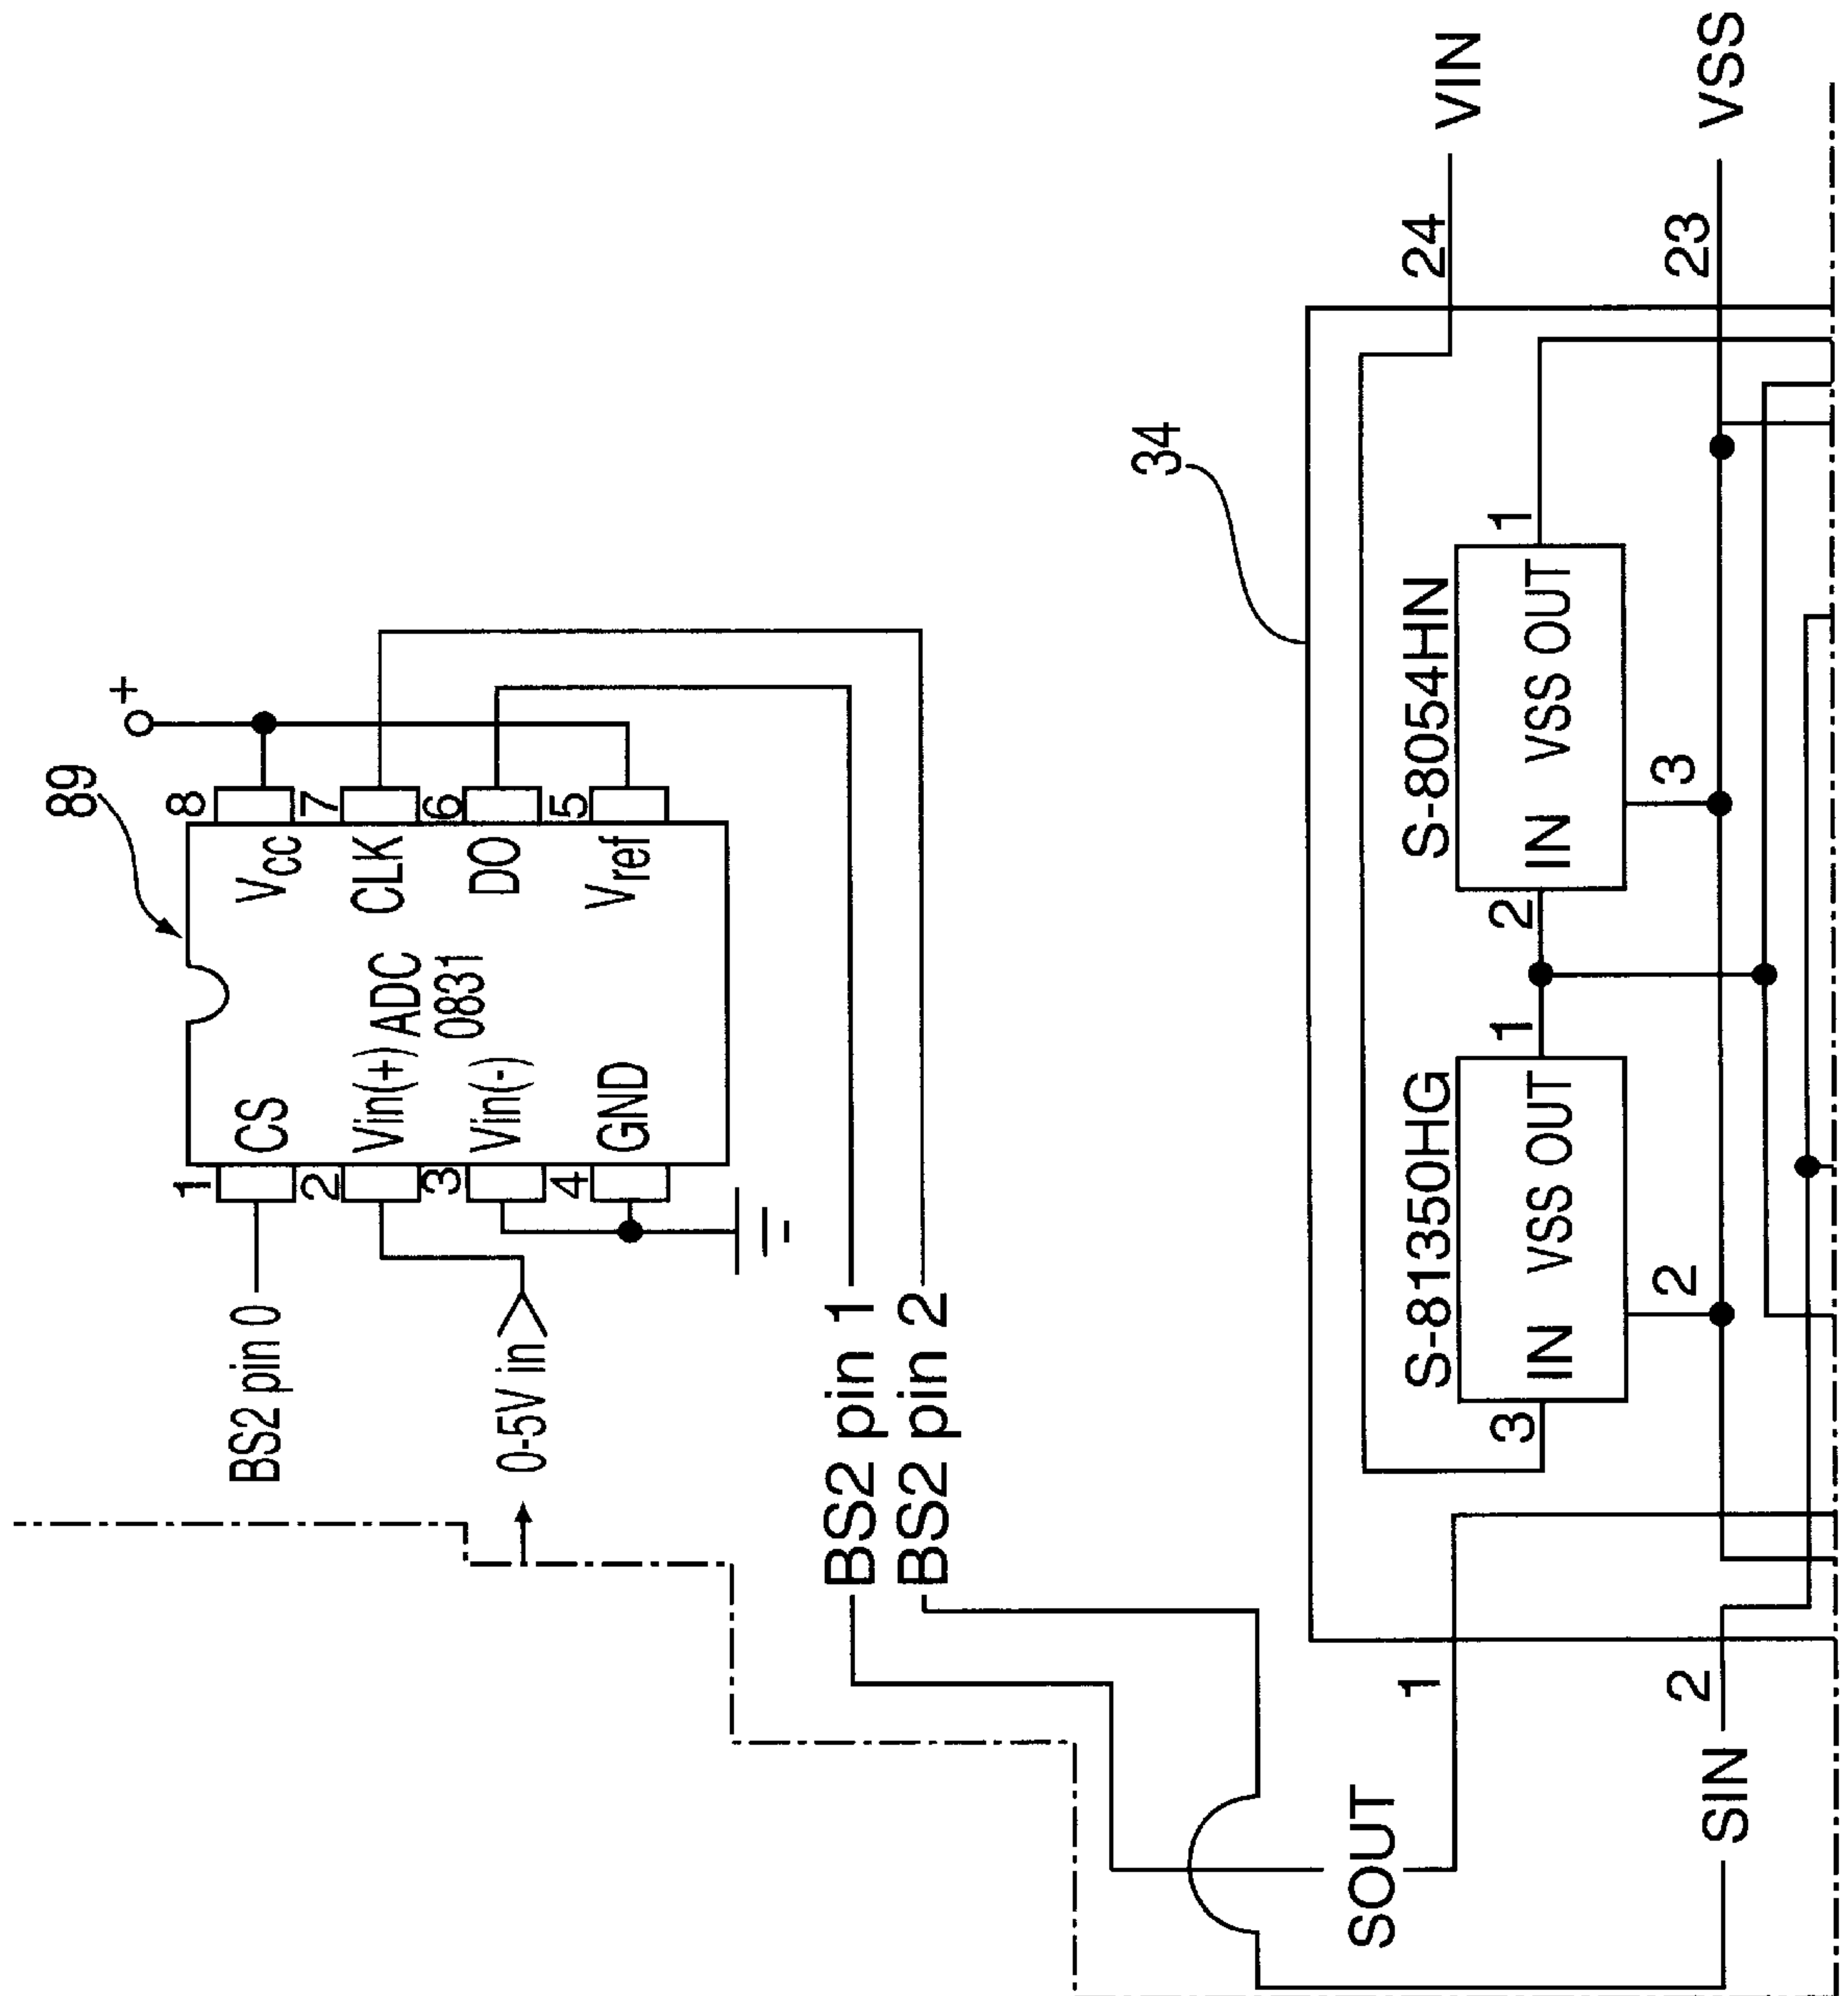 89
+
1
CS
8
Vcc
BS2 pin 0
2
Vin(+)
ADC
7
CLK
0831
3
Vin(-)
6
DO
0-5V in
4
GND
5
Vref
BS2 pin 1
BS2 pin 2
34
SOUT
1
24
VIN
S-81350HG
S-8054HN
3
IN VSS OUT
1
2
IN VSS OUT
1
2
3
SIN
2
23
VSS